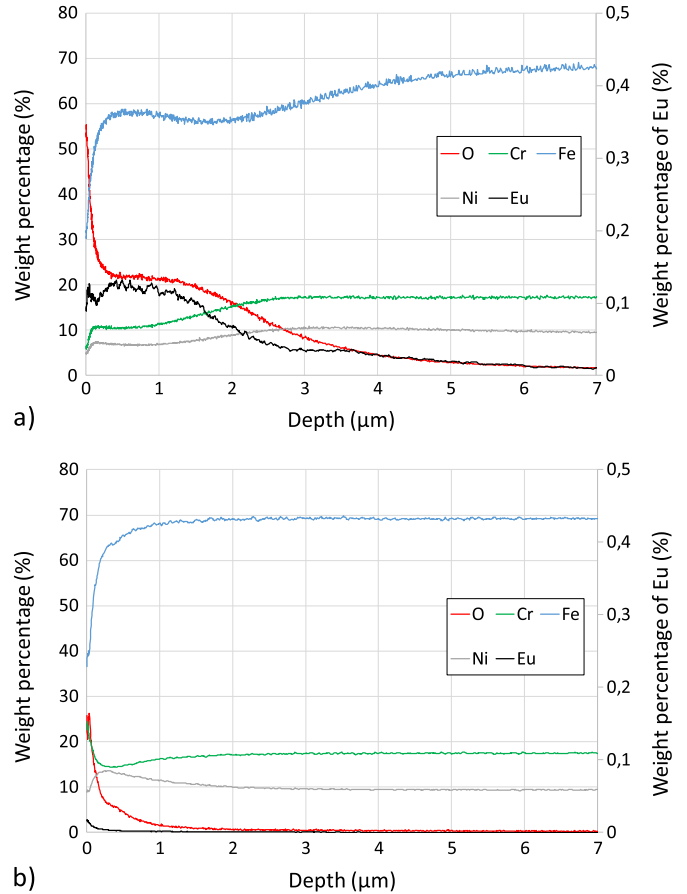 80
70
60
50
40
30
20
10
0
Weight percentage (%)
0,5
0,4
0,3
0,2
0,1
0
Weight percentage of Eu (%)
O Cr Fe
Ni Eu
0 1 2 3 4 5 6 7
Depth (µm)
a)
80
70
60
50
40
30
20
10
0
Weight percentage (%)
0,5
0,4
0,3
0,2
0,1
0
Weight percentage of Eu (%)
O Cr Fe
Ni Eu
0 1 2 3 4 5 6 7
Depth (µm)
b)